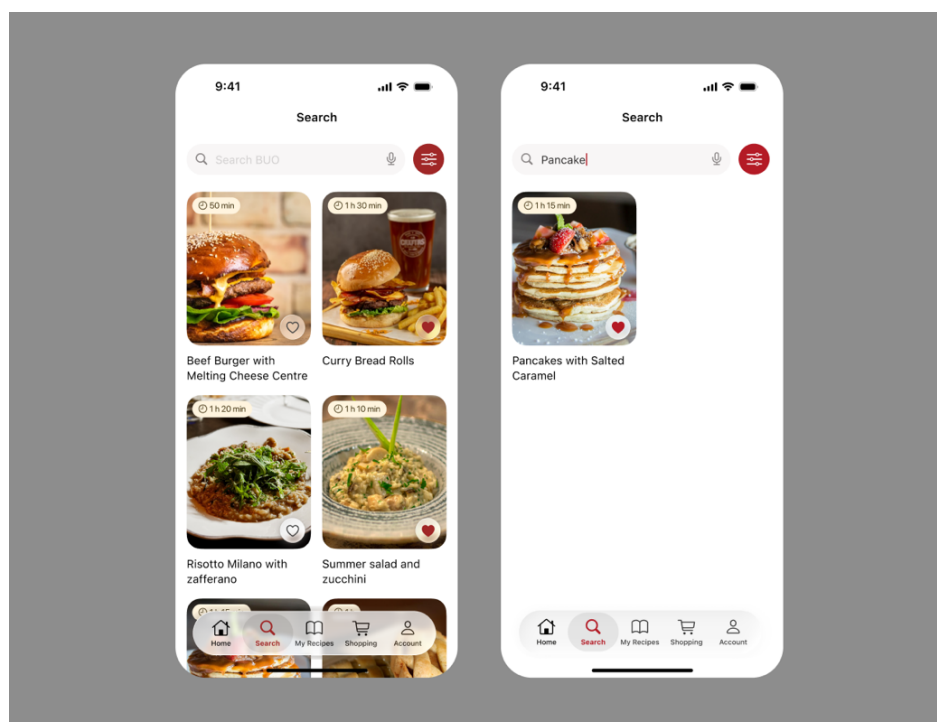 9:41
Search
Search BUO
50 min
1 h 30 min
Beef Burger with
Melting Cheese Centre
Curry Bread Rolls
1 h 20 min
1 h 10 min
Risotto Milano with
zafferano
Summer salad and
zucchini
Home
Search
My Recipes
Shopping
Account
9:41
Search
Pancake
1 h 15 min
Pancakes with Salted
Caramel
Home
Search
My Recipes
Shopping
Account